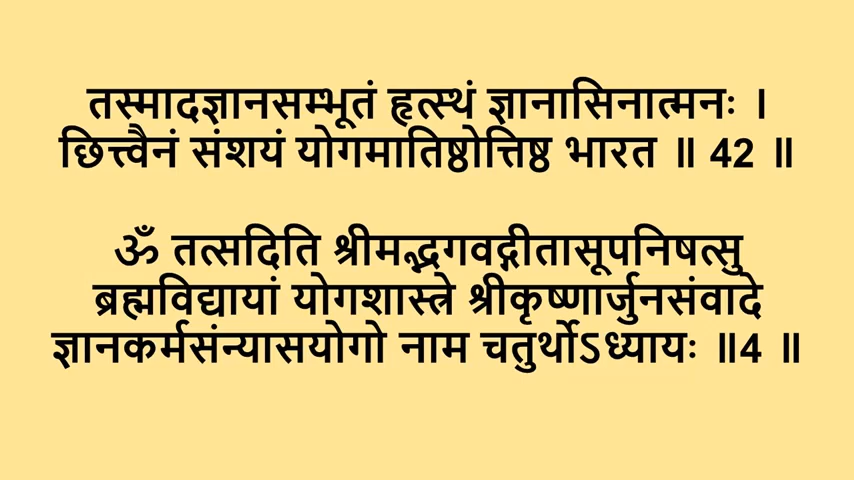 तस्मादज्ञानसम्भूतं हृत्स्थं ज्ञानासिनात्मनः ।
छित्त्वैनं संशयं योगमातिष्ठोत्तिष्ठ भारत ॥ 42 ॥
ॐ तत्सदिति श्रीमद्भगवद्गीतासूपनिषत्सु
ब्रह्मविद्यायां योगशास्त्रे श्रीकृष्णार्जुनसंवादे
ज्ञानकर्मसंन्यासयोगो नाम चतुर्थोऽध्यायः ॥4 ॥